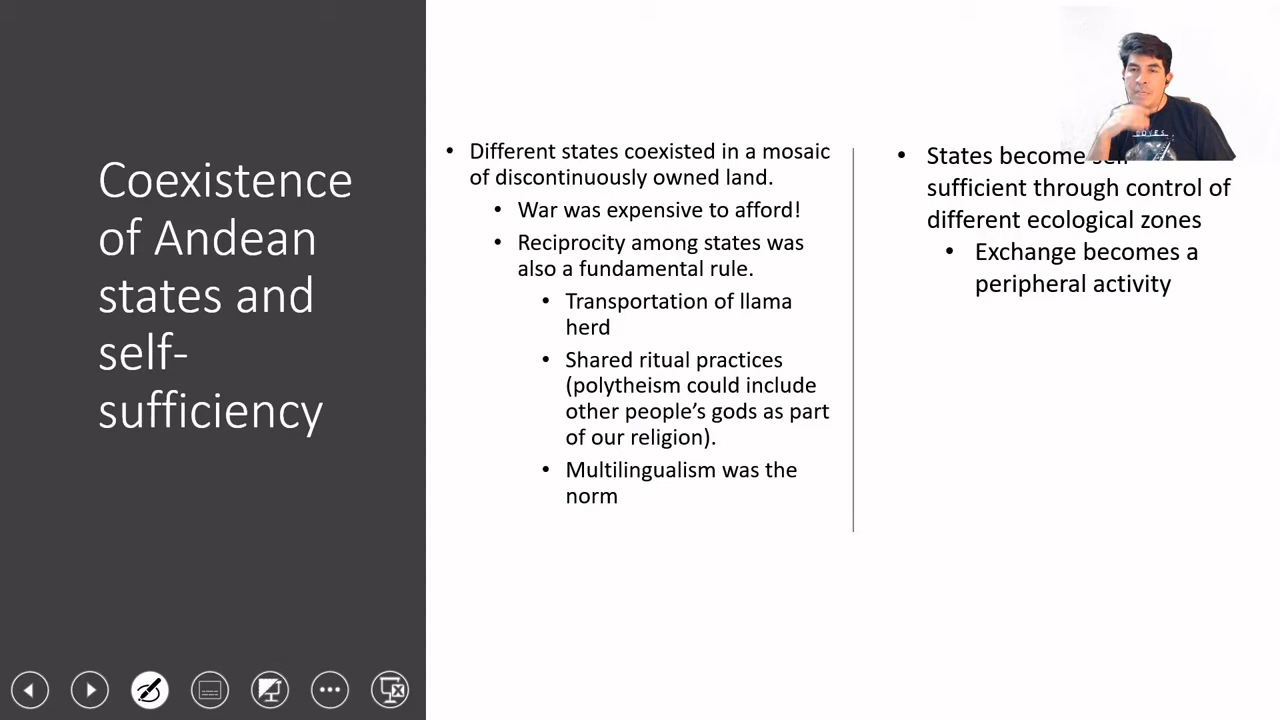 Coexistence
of Andean
states and
self-
sufficiency
Different states coexisted in a mosaic
of discontinuously owned land.
War was expensive to afford!
Reciprocity among states was
also a fundamental rule.
Transportation of llama
herd
Shared ritual practices
(polytheism could include
other people's gods as part
of our religion).
Multilingualism was the
norm
States become self-
sufficient through control of
different ecological zones
Exchange becomes a
peripheral activity